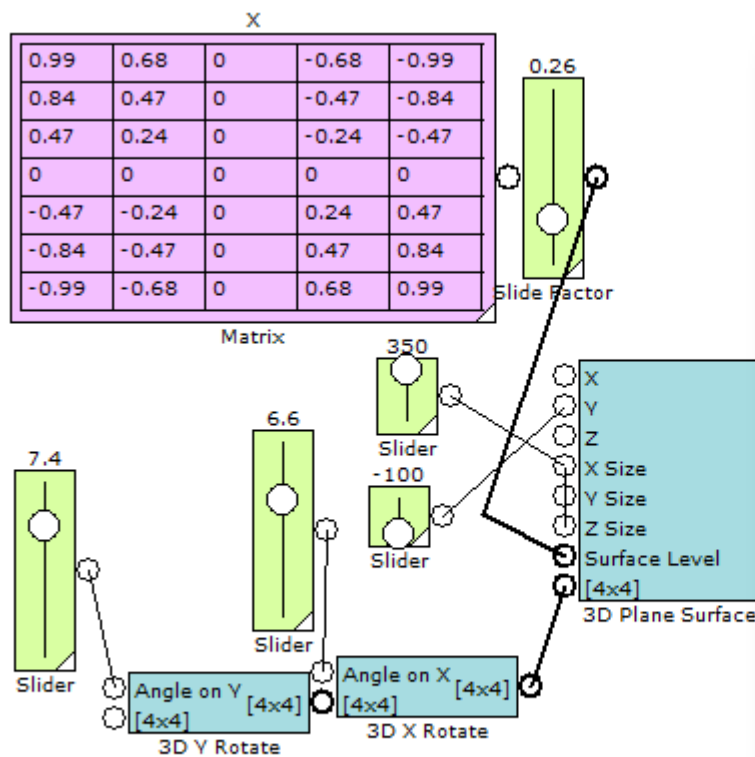 X
0.99 0.68 0 -0.68 -0.99
0.84 0.47 0 -0.47 -0.84
0.47 0.24 0 -0.24 -0.47
0 0 0 0 0
-0.47 -0.24 0 0.24 0.47
-0.84 -0.47 0 0.47 0.84
-0.99 -0.68 0 0.68 0.99
Matrix
0.26
Slide Factor
350
Slider
-100
Slider
6.6
Slider
7.4
Slider
X
Y
Z
X Size
Y Size
Z Size
Surface Level
[4x4]
3D Plane Surface
Angle on Y
[4x4]
[4x4]
3D Y Rotate
Angle on X
[4x4]
[4x4]
3D X Rotate